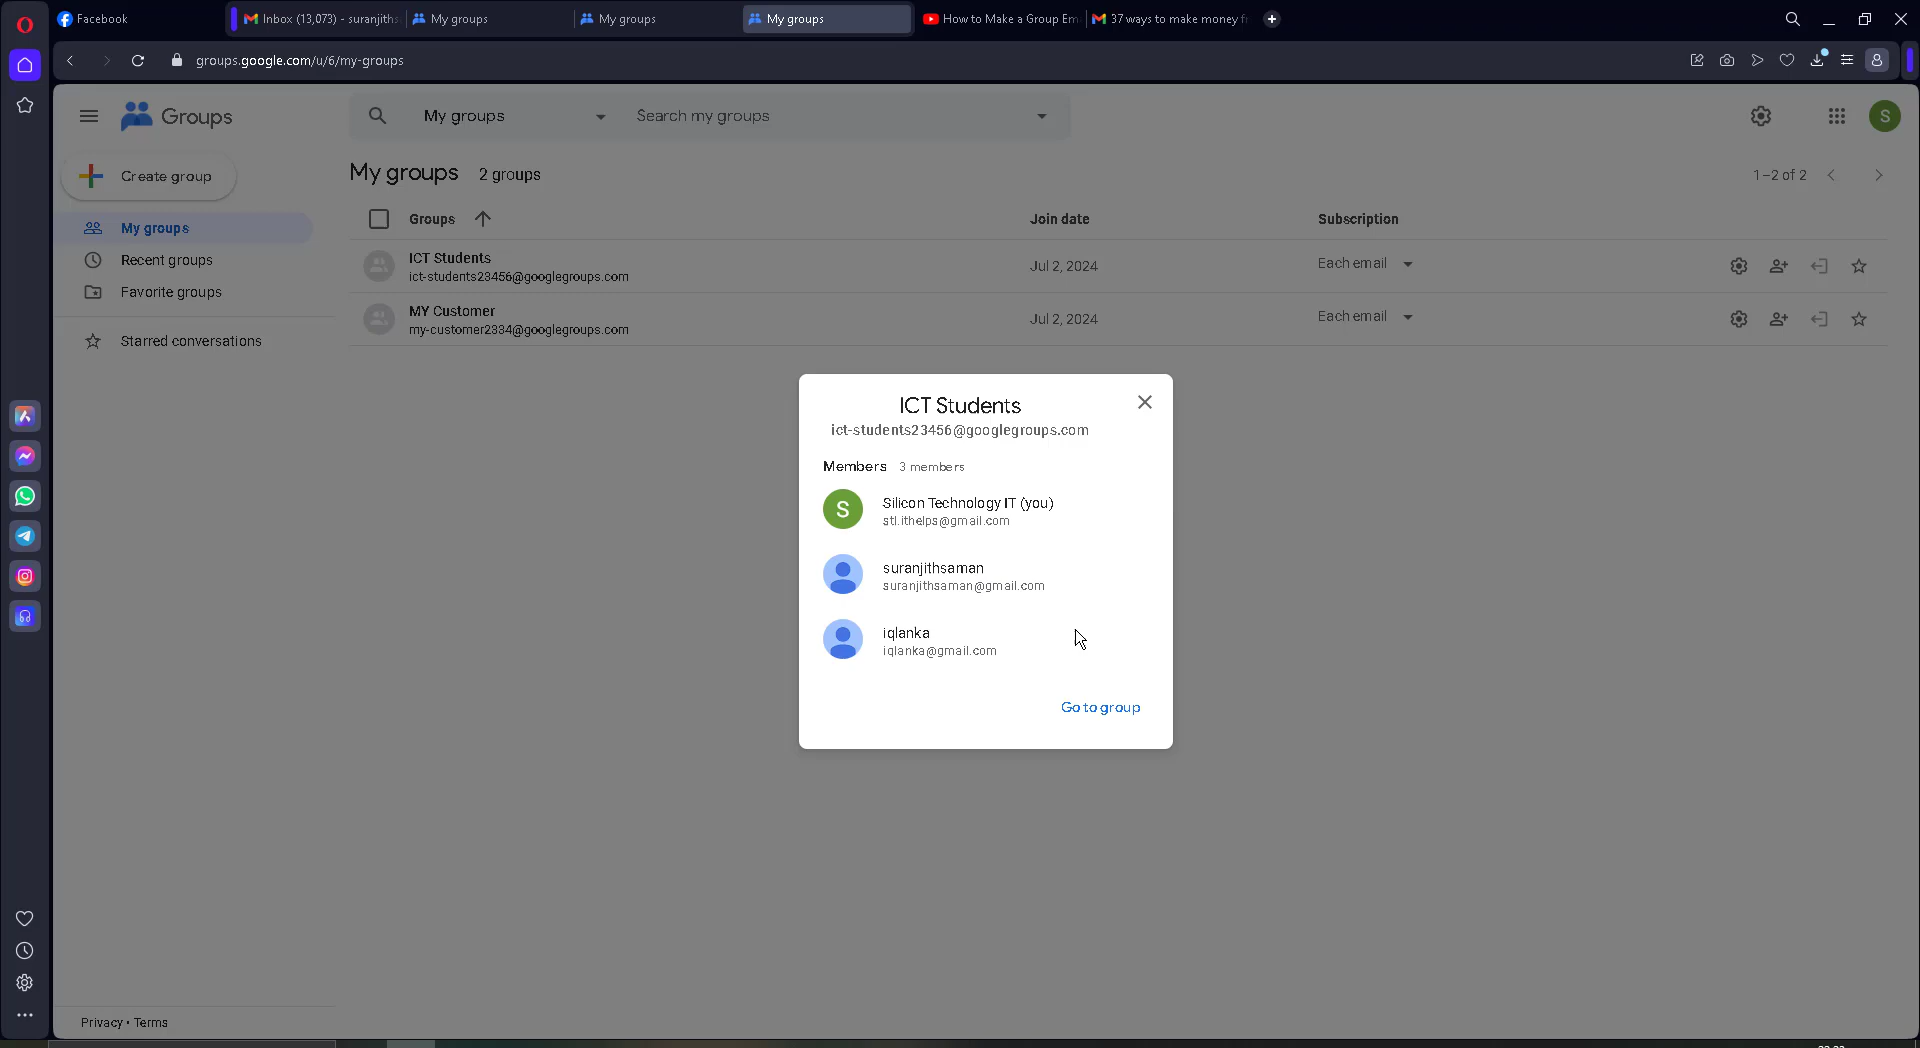 Facebook
Inbox (13,073) - suranjiths
My groups
My groups
My groups
How to Make a Group Em
37 ways to make money f
groups.google.com/u/6/my-groups
Groups
My groups
Search my groups
S
Create group
My groups 2 groups
1–2 of 2
My groups
Recent groups
Favorite groups
Starred conversations
Groups
Join date
Subscription
ICT Students
ict-students23456@googlegroups.com
Jul 2, 2024
Each email
MY Customer
my-customer2334@googlegroups.com
Jul 2, 2024
Each email
ICT Students
ict-students23456@googlegroups.com
Members 3 members
S
Silicon Technology IT (you)
stl.ithelps@gmail.com
suranjithsaman
suranjithsaman@gmail.com
iqlanka
iqlanka@gmail.com
Go to group
Privacy • Terms